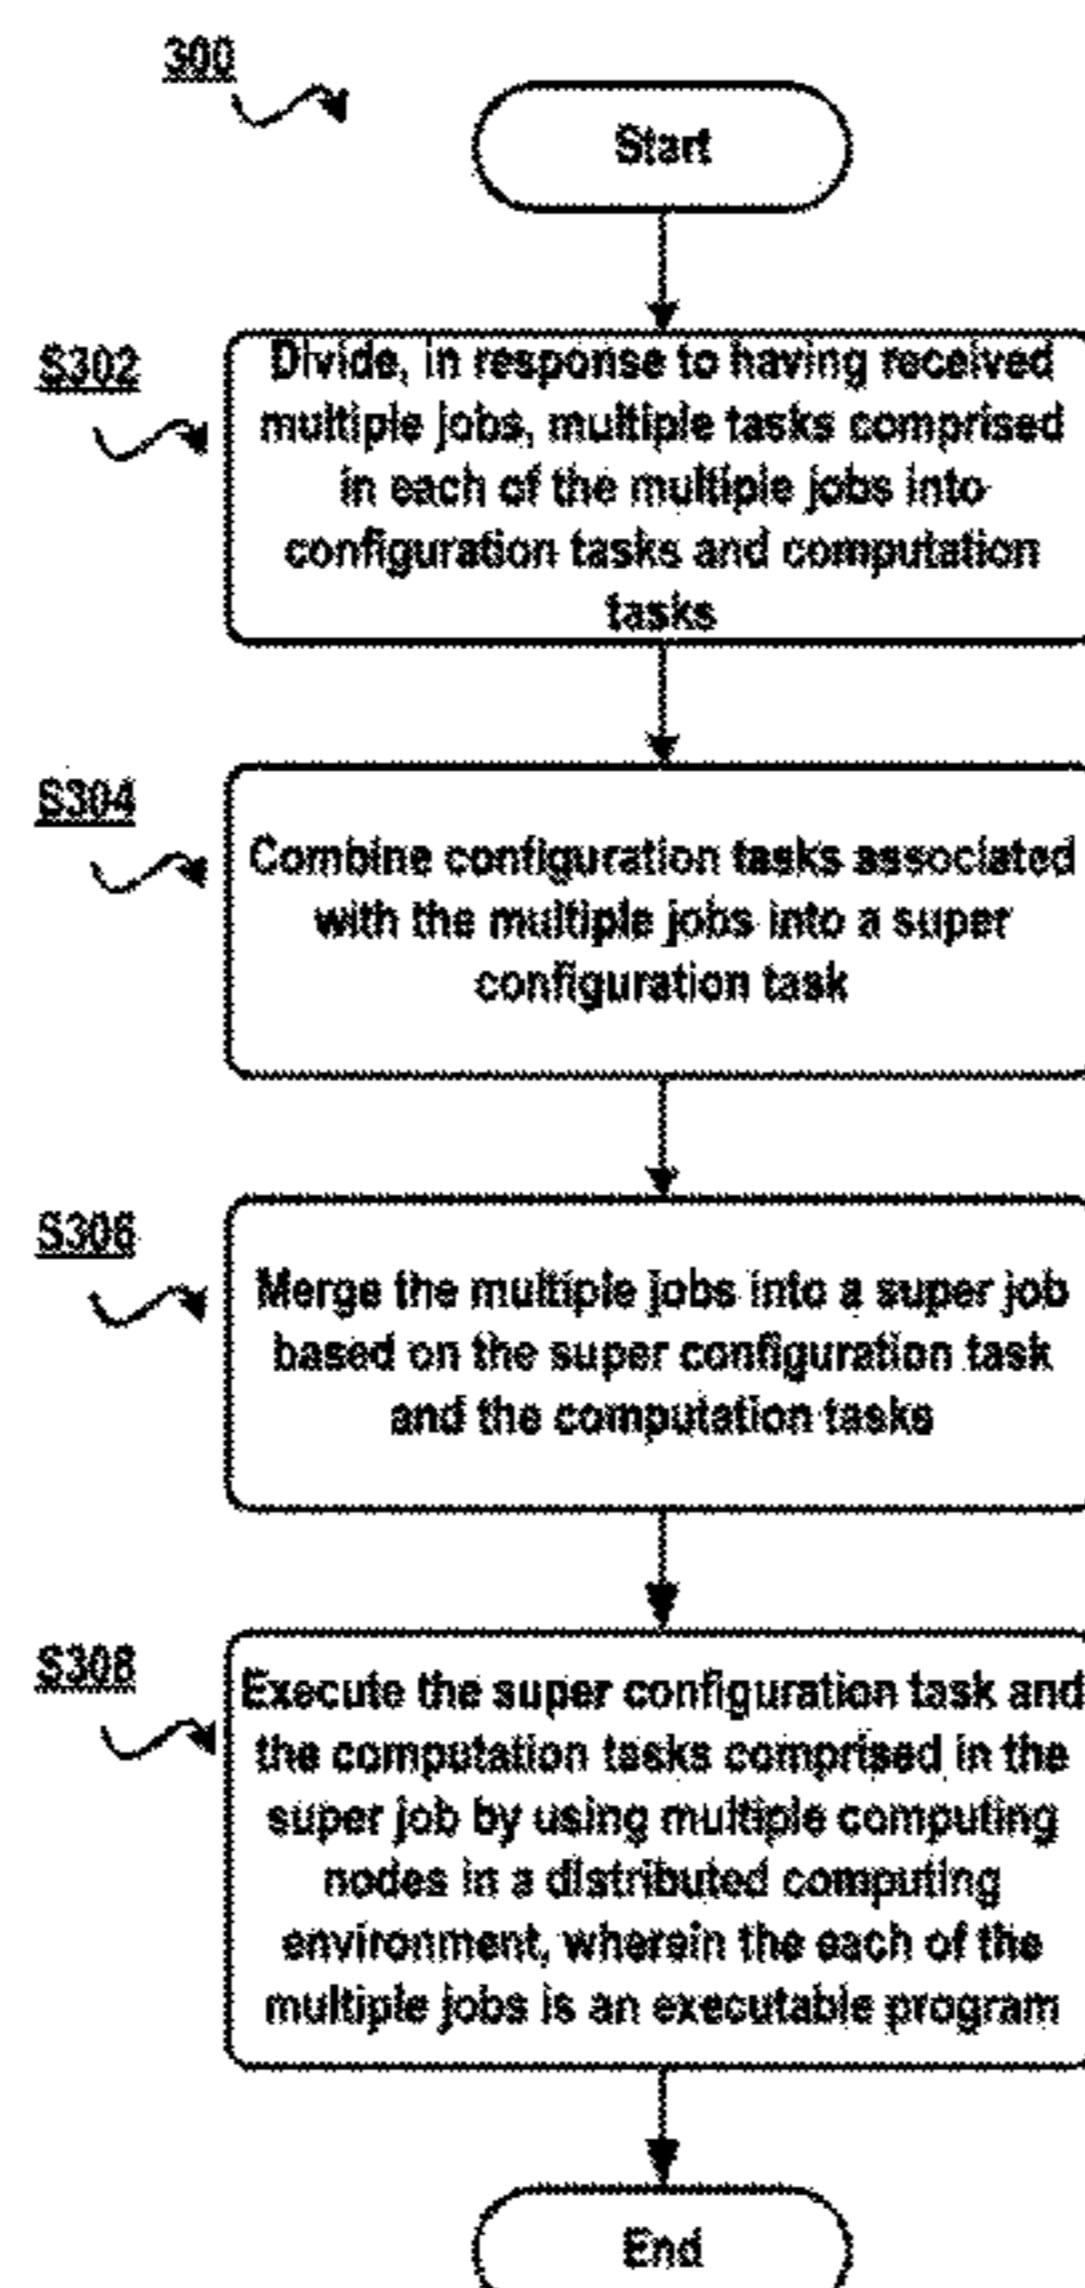 300
Start
S302
Divide, in response to having received
multiple jobs, multiple tasks comprised
in each of the multiple jobs into
configuration tasks and computation
tasks
S304
Combine configuration tasks associated
with the multiple jobs into a super
configuration task
S306
Merge the multiple jobs into a super job
based on the super configuration task
and the computation tasks
S308
Execute the super configuration task and
the computation tasks comprised in the
super job by using multiple computing
nodes in a distributed computing
environment, wherein the each of the
multiple jobs is an executable program
End